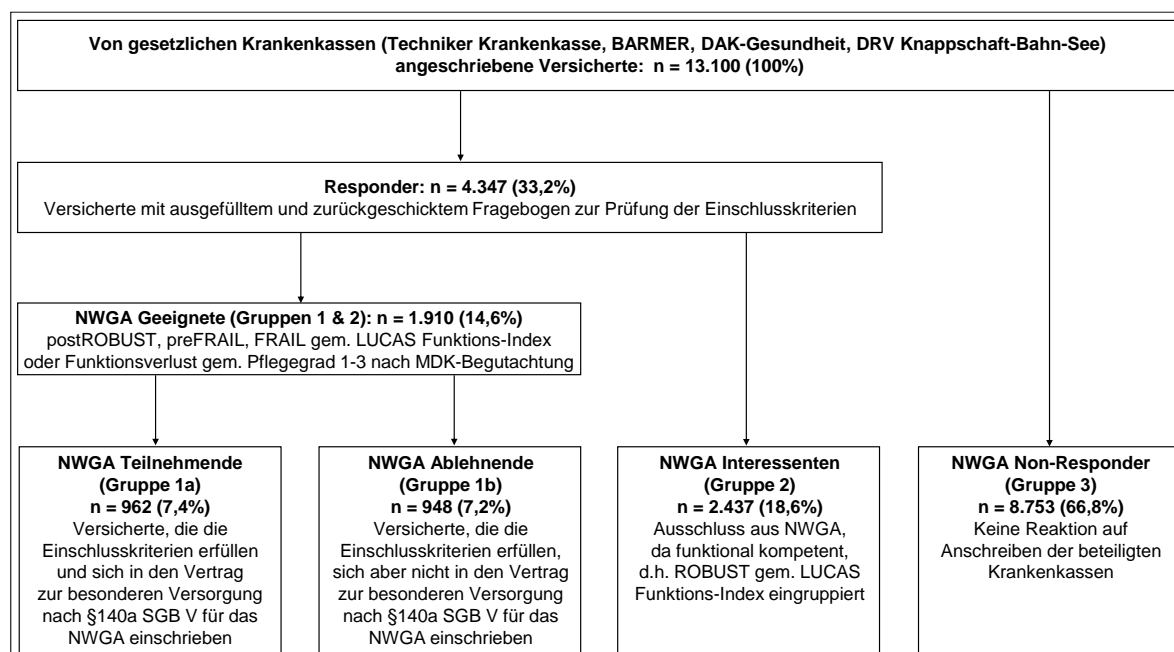 Von gesetzlichen Krankenkassen (Techniker Krankenkasse, BARMER, DAK-Gesundheit, DRV Knappschaft-Bahn-See)
angeschriebene Versicherte: n = 13.100 (100%)
Responder: n = 4.347 (33,2%)
Versicherte mit ausgefülltem und zurückgeschicktem Fragebogen zur Prüfung der Einschlusskriterien
NWGA Geeignete (Gruppen 1 & 2): n = 1.910 (14,6%)
postROBUST, preFRAIL, FRAIL gem. LUCAS Funktions-Index
oder Funktionsverlust gem. Pflegegrad 1-3 nach MDK-Begutachtung
NWGA Teilnehmende
(Gruppe 1a)
n = 962 (7,4%)
Versicherte, die die
Einschlusskriterien erfüllen
und sich in den Vertrag
zur besonderen Versorgung
nach §140a SGB V für das
NWGA einschrieben
NWGA Ablehnende
(Gruppe 1b)
n = 948 (7,2%)
Versicherte, die die
Einschlusskriterien erfüllen,
sich aber nicht in den Vertrag
zur besonderen Versorgung
nach §140a SGB V für das
NWGA einschrieben
NWGA Interessenten
(Gruppe 2)
n = 2.437 (18,6%)
Ausschluss aus NWGA,
da funktional kompetent,
d.h. ROBUST gem. LUCAS
Funktions-Index eingruppiert
NWGA Non-Responder
(Gruppe 3)
n = 8.753 (66,8%)
Keine Reaktion auf
Anschreiben der beteiligten
Krankenkassen